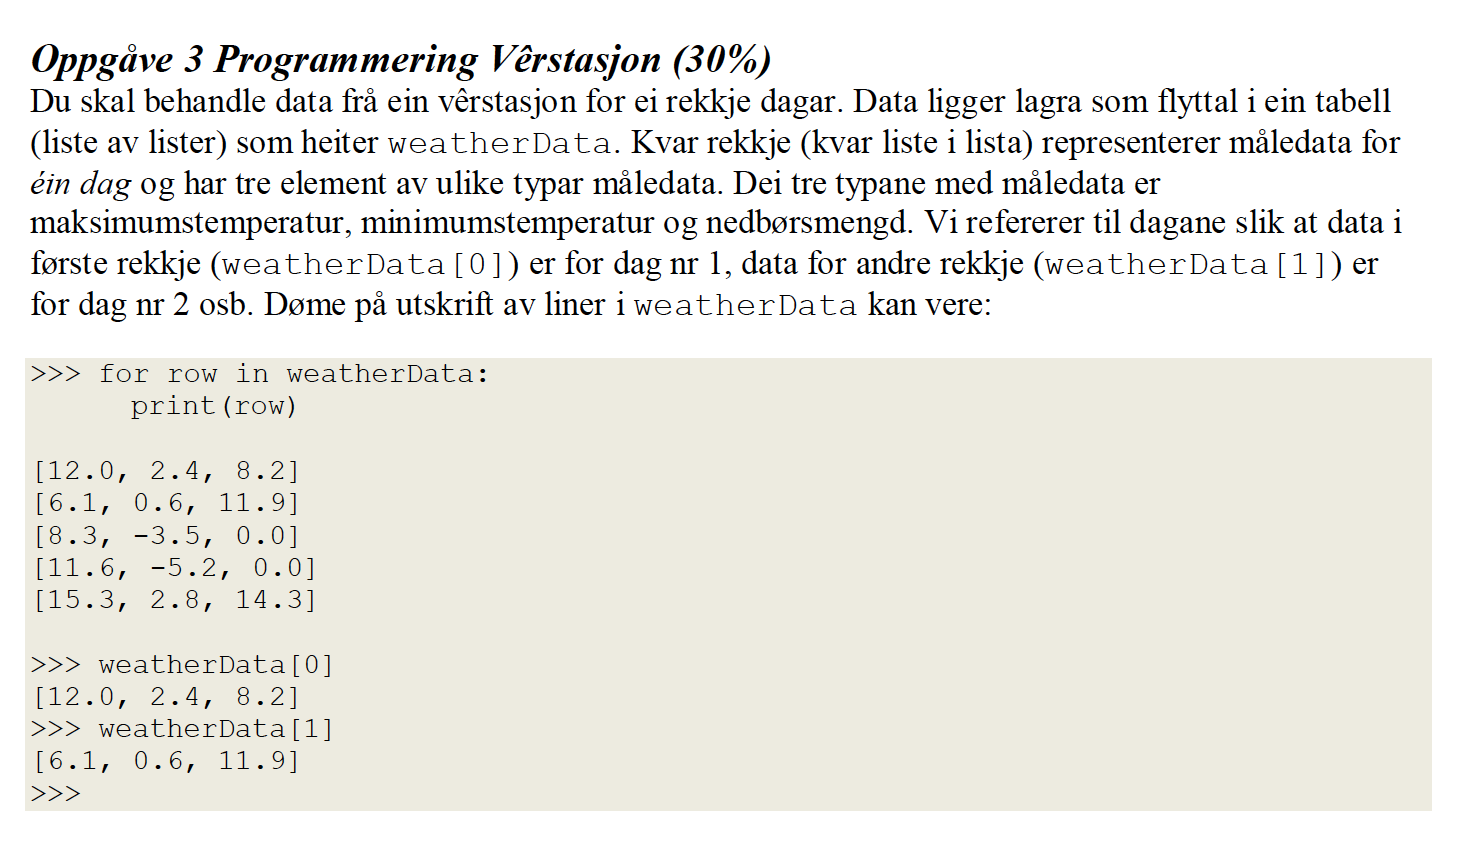 Oppgåve 3 Programmering Vêrstasjon (30%)
Du skal behandle data frå ein vêrstasjon for ei rekkje dagar. Data ligger lagra som flyttal i ein tabell
(liste av lister) som heiter weatherData. Kvar rekkje (kvar liste i lista) representerer måledata for
éin dag og har tre element av ulike typar måledata. Dei tre typane med måledata er
maksimumstemperatur, minimumstemperatur og nedbørsmengd. Vi refererer til dagane slik at data i
første rekkje (weatherData[0]) er for dag nr 1, data for andre rekkje (weatherData[1]) er
for dag nr 2 osb. Døme på utskrift av liner i weatherData kan vere:
>>> for row in weatherData:
print(row)
[12.0, 2.4, 8.2]
[6.1, 0.6, 11.9]
[8.3, -3.5, 0.0]
[11.6, -5.2, 0.0]
[15.3, 2.8, 14.3]
>>> weatherData[0]
[12.0, 2.4, 8.2]
>>> weatherData[1]
[6.1, 0.6, 11.9]
>>>